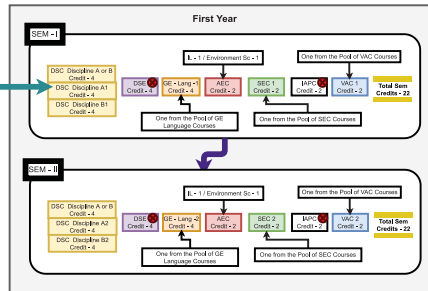 First Year
SEM - I
IL - 1 / Environment Sc - 1
One from the Pool of VAC Courses
DSC Discipline A or B
Credit - 4
DSC Discipline A1
Credit - 4
DSC Discipline B1
Credit - 4
DSE
Credit - 4
GE - Lang -1
Credit - 4
AEC
Credit - 2
SEC 1
Credit - 2
IAPC
Credit - 2
VAC 1
Credit - 2
Total Sem
Credits - 22
One from the Pool of GE
Language Courses
One from the Pool of SEC Courses
SEM - II
IL - 1 / Environment Sc - 1
One from the Pool of VAC Courses
DSC Discipline A or B
Credit - 4
DSC Discipline A2
Credit - 4
DSC Discipline B2
Credit - 4
DSE
Credit - 4
GE - Lang -2
Credit - 4
AEC
Credit - 2
SEC 2
Credit - 2
IAPC
Credit - 2
VAC 2
Credit - 2
Total Sem
Credits - 22
One from the Pool of GE
Language Courses
One from the Pool of SEC Courses